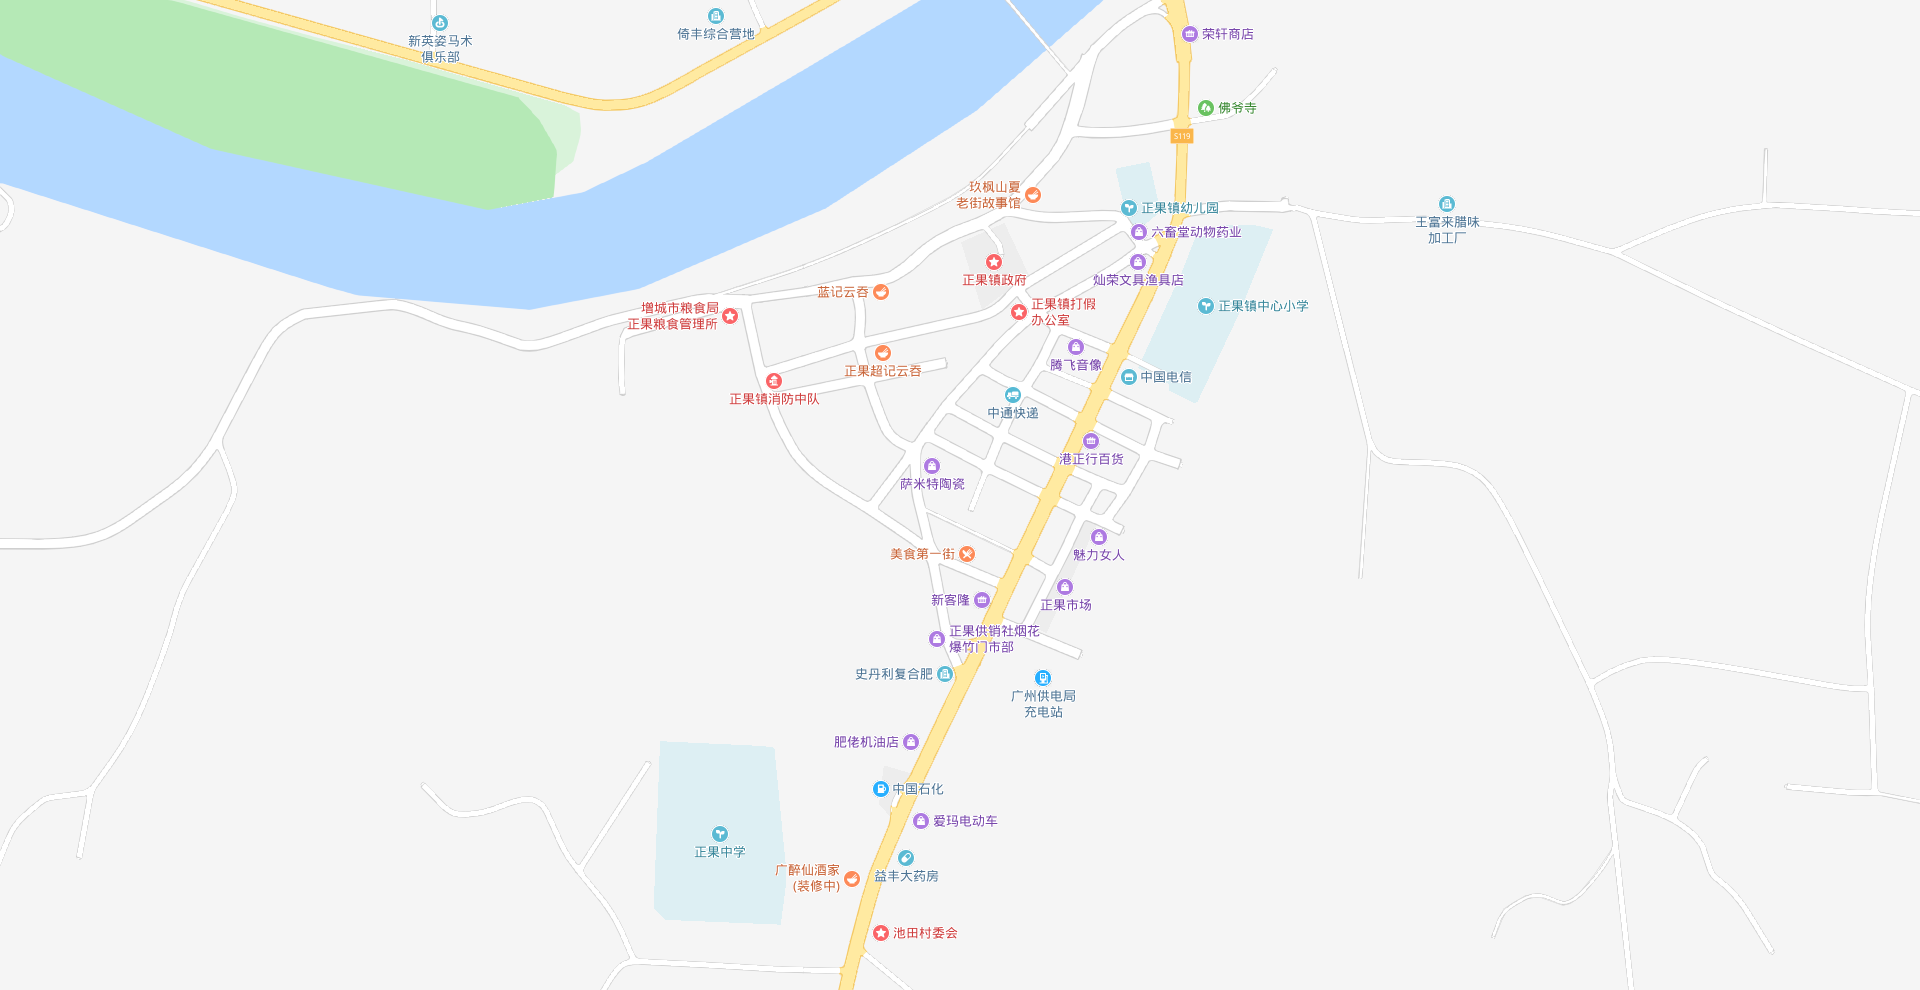 新英姿马术
俱乐部
倚丰综合营地
荣轩商店
佛爷寺
S119
玖枫山夏
老街故事馆
正果镇幼儿园
六畜堂动物药业
王富来腊味
加工厂
正果镇政府
灿荣文具渔具店
蓝记云吞
增城市粮食局
正果粮食管理所
正果镇打假
办公室
正果镇中心小学
腾飞音像
正果超记云吞
中国电信
正果镇消防中队
中通快递
港正行百货
萨米特陶瓷
美食第一街
魅力女人
新客隆
正果市场
正果供销社烟花
爆竹门市部
史丹利复合肥
广州供电局
充电站
肥佬机油店
中国石化
爱玛电动车
正果中学
广醉仙酒家
(装修中)
益丰大药房
池田村委会